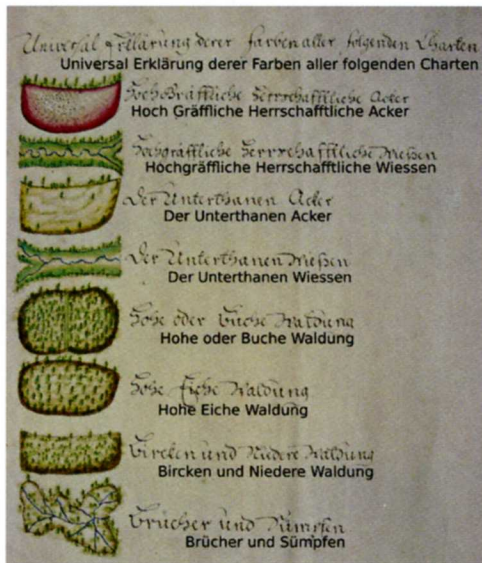 Universal Erklärung derer Farben aller folgenden Charten
Universal Erklärung derer Farben aller folgenden Charten
Hoch Gräffliche Herrschafftliche Acker
Hoch Gräffliche Herrschafftliche Acker
Hochgräffliche Herrschafftliche Wießen
Hochgräffliche Herrschafftliche Wiessen
Der Unterthanen Acker
Der Unterthanen Acker
Der Unterthanen Wießen
Der Unterthanen Wiessen
Hohe oder Buche Waldung
Hohe oder Buche Waldung
Hohe Eiche Waldung
Hohe Eiche Waldung
Bircken und Niedere Waldung
Bircken und Niedere Waldung
Brücher und Sümpfen
Brücher und Sümpfen